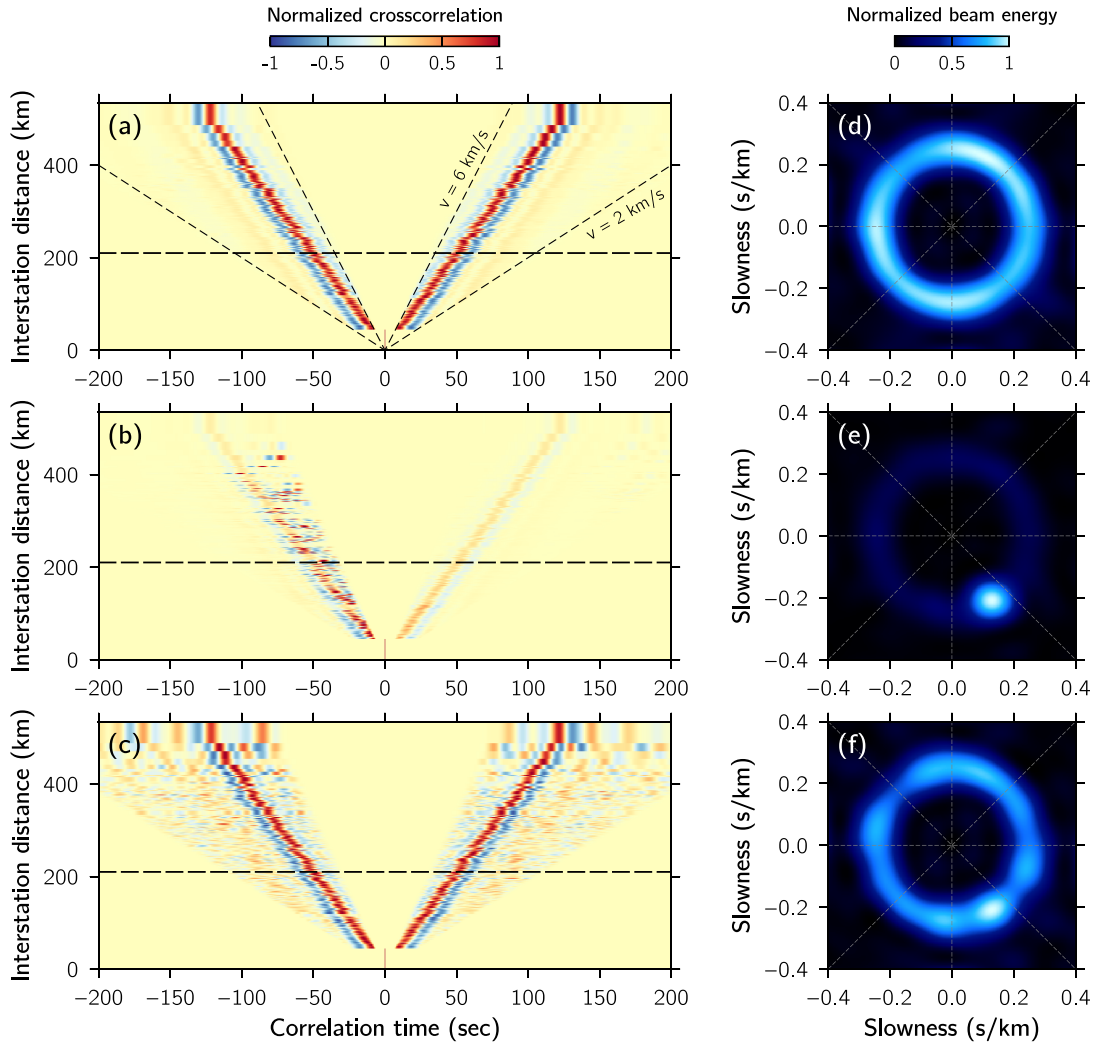 Normalized crosscorrelation
−1 −0.5 0 0.5 1
Normalized beam energy
0 1
Interstation distance (km)
(a)
v = 6 km/s
v = 2 km/s
400
200
0
−200 −150 −100 −50 0 50 100 150 200
Slowness (s/km)
(d)
0.4
0.2
0.0
−0.2
−0.4
−0.4 −0.2 0.0 0.2 0.4
Interstation distance (km)
(b)
400
200
0
−200 −150 −100 −50 0 50 100 150 200
Slowness (s/km)
(e)
0.4
0.2
0.0
−0.2
−0.4
−0.4 −0.2 0.0 0.2 0.4
Interstation distance (km)
(c)
400
200
0
−200 −150 −100 −50 0 50 100 150 200
Correlation time (sec)
Slowness (s/km)
(f)
0.4
0.2
0.0
−0.2
−0.4
−0.4 −0.2 0.0 0.2 0.4
Slowness (s/km)